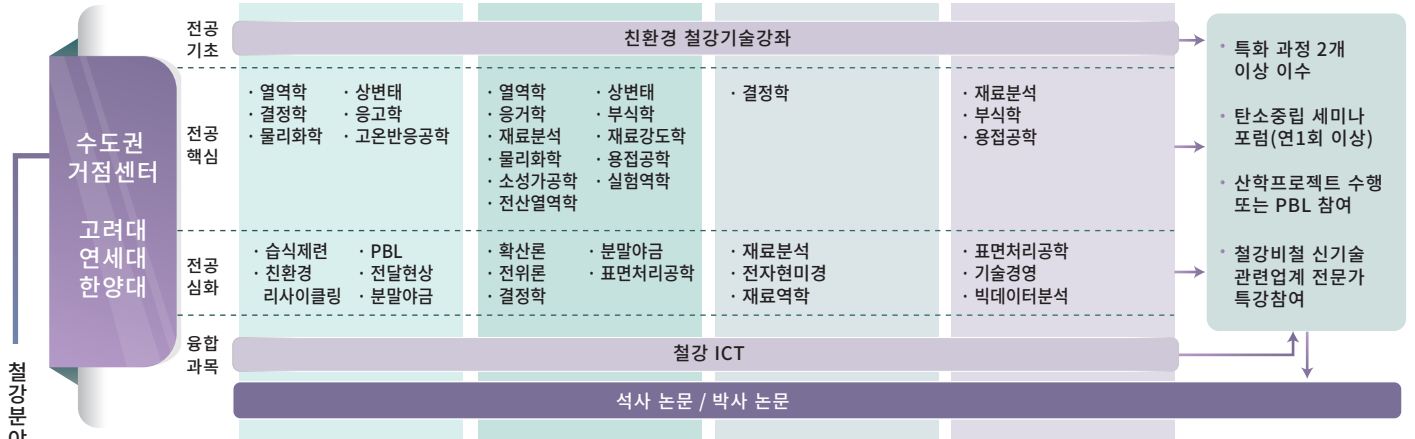 철강분야
수도권
거점센터
고려대
연세대
한양대
전공
기초
친환경 철강기술강좌
전공
핵심
· 열역학
· 결정학
· 물리화학
· 상변태
· 응고학
· 고온반응공학
· 열역학
· 응거학
· 재료분석
· 물리화학
· 소성가공학
· 전산열역학
· 상변태
· 부식학
· 재료강도학
· 용접공학
· 실험역학
· 결정학
· 재료분석
· 부식학
· 용접공학
전공
심화
· 습식제련
· 친환경
리사이클링
· PBL
· 전달현상
· 분말야금
· 확산론
· 전위론
· 결정학
· 분말야금
· 표면처리공학
· 재료분석
· 전자현미경
· 재료역학
· 표면처리공학
· 기술경영
· 빅데이터분석
융합
과목
철강 ICT
석사 논문 / 박사 논문
• 특화 과정 2개
이상 이수
• 탄소중립 세미나
포럼(연1회 이상)
• 산학프로젝트 수행
또는 PBL 참여
• 철강비철 신기술
관련업계 전문가
특강참여